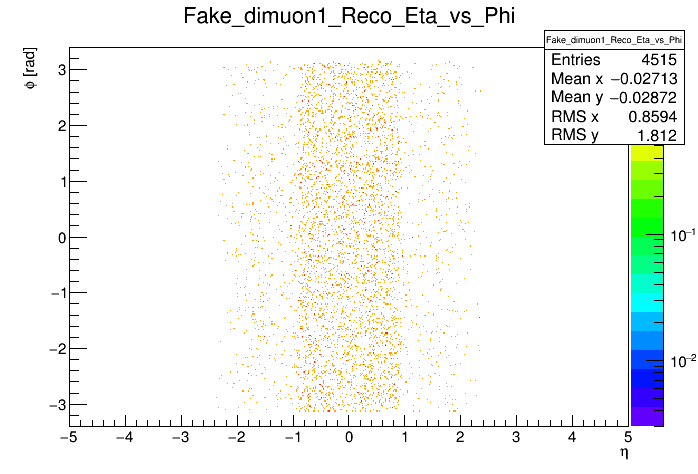 Fake_dimuon1_Reco_Eta_vs_Phi
Fake_dimuon1_Reco_Eta_vs_Phi
Entries 4515
Mean x −0.02713
Mean y −0.02872
RMS x 0.8594
RMS y 1.812
ϕ [rad]
3
2
1
0
−1
−2
−3
−5 −4 −3 −2 −1 0 1 2 3 4 5
η
10⁻¹
10⁻²